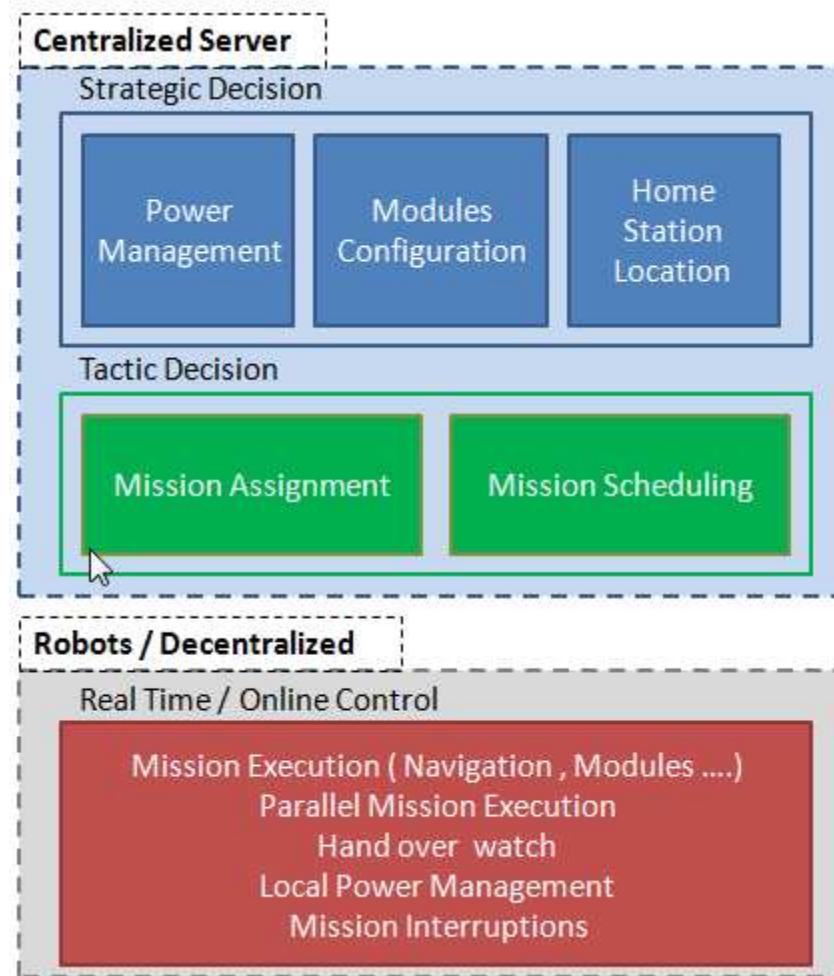 Centralized Server
Strategic Decision
Power
Management
Modules
Configuration
Home
Station
Location
Tactic Decision
Mission Assignment
Mission Scheduling
Robots / Decentralized
Real Time / Online Control
Mission Execution ( Navigation , Modules ....)
Parallel Mission Execution
Hand over watch
Local Power Management
Mission Interruptions